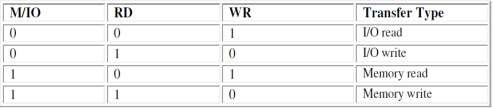 M/IO RD WR Transfer Type
0 0 1 I/O read
0 1 0 I/O write
1 0 1 Memory read
1 1 0 Memory write